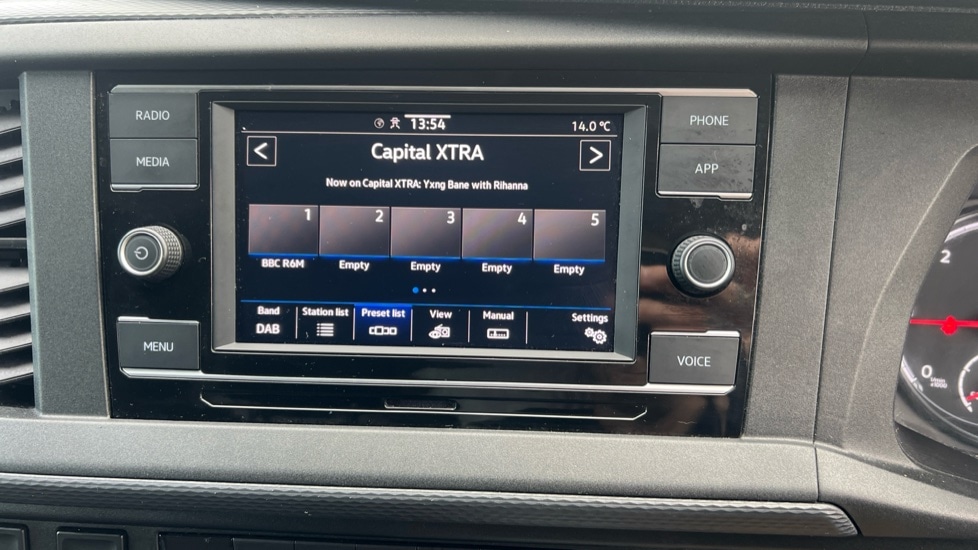 RADIO
MEDIA
MENU
13:54
14.0 °C
<
Capital XTRA
>
Now on Capital XTRA: Yxng Bane with Rihanna
1 2 3 4 5
BBC R6M Empty Empty Empty Empty
Band Station list Preset list View Manual Settings
DAB
PHONE
APP
VOICE
2
0